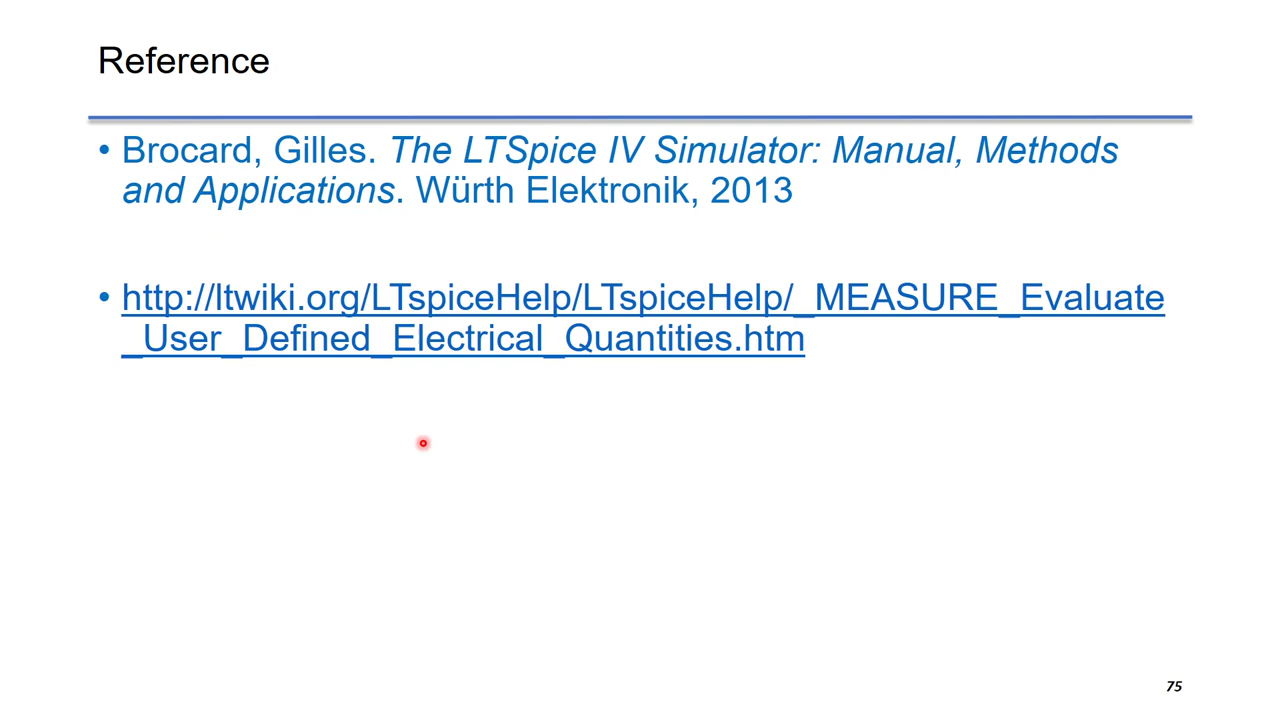 Reference
• Brocard, Gilles. The LTSpice IV Simulator: Manual, Methods
and Applications. Würth Elektronik, 2013
• http://ltwiki.org/LTspiceHelp/LTspiceHelp/_MEASURE_Evaluate
_User_Defined_Electrical_Quantities.htm
75